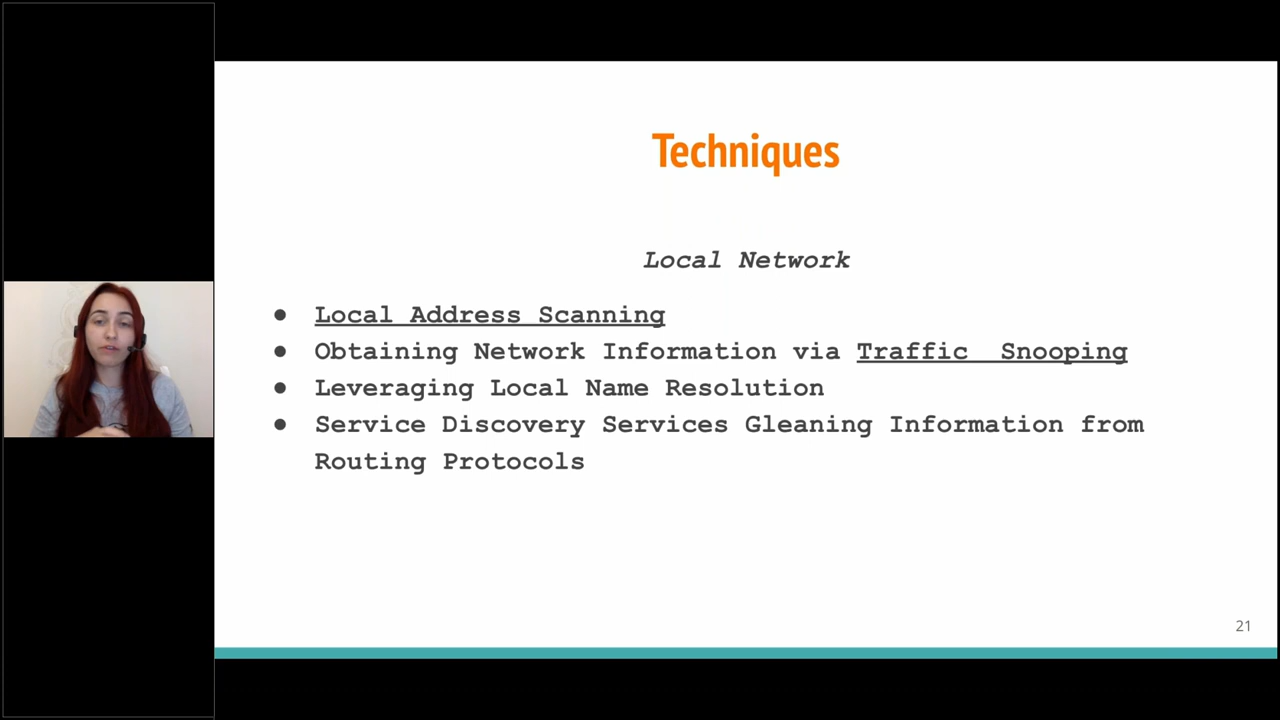 Techniques
Local Network
● Local Address Scanning
● Obtaining Network Information via Traffic  Snooping
● Leveraging Local Name Resolution
● Service Discovery Services Gleaning Information from
Routing Protocols
21